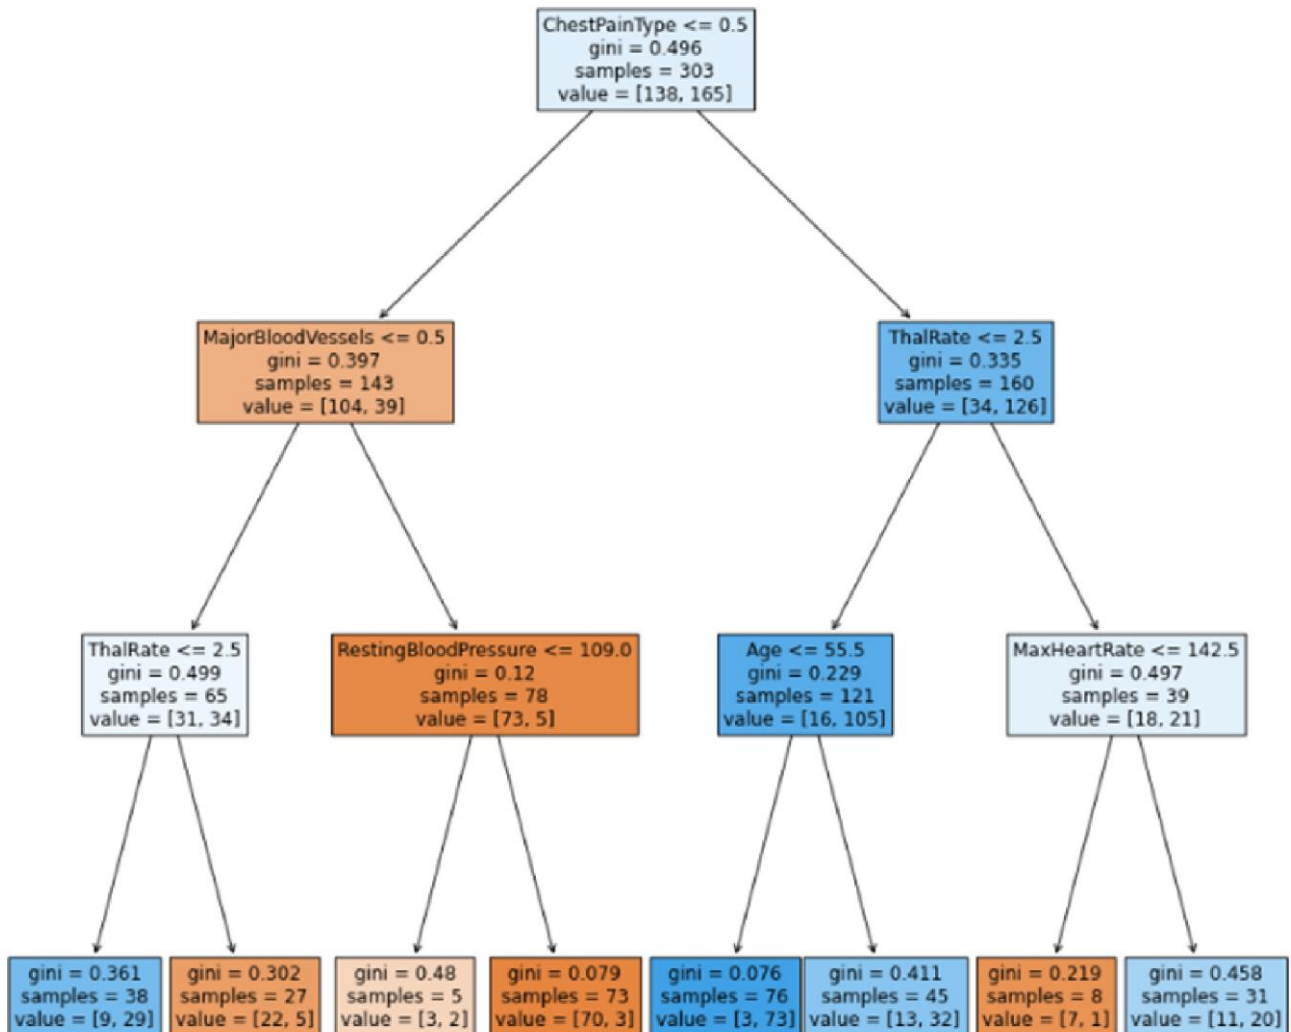 ChestPainType <= 0.5
gini = 0.496
samples = 303
value = [138, 165]
MajorBloodVessels <= 0.5
gini = 0.397
samples = 143
value = [104, 39]
ThalRate <= 2.5
gini = 0.335
samples = 160
value = [34, 126]
ThalRate <= 2.5
gini = 0.499
samples = 65
value = [31, 34]
RestingBloodPressure <= 109.0
gini = 0.12
samples = 78
value = [73, 5]
Age <= 55.5
gini = 0.229
samples = 121
value = [16, 105]
MaxHeartRate <= 142.5
gini = 0.497
samples = 39
value = [18, 21]
gini = 0.361
samples = 38
value = [9, 29]
gini = 0.302
samples = 27
value = [22, 5]
gini = 0.48
samples = 5
value = [3, 2]
gini = 0.079
samples = 73
value = [70, 3]
gini = 0.076
samples = 76
value = [3, 73]
gini = 0.411
samples = 45
value = [13, 32]
gini = 0.219
samples = 8
value = [7, 1]
gini = 0.458
samples = 31
value = [11, 20]